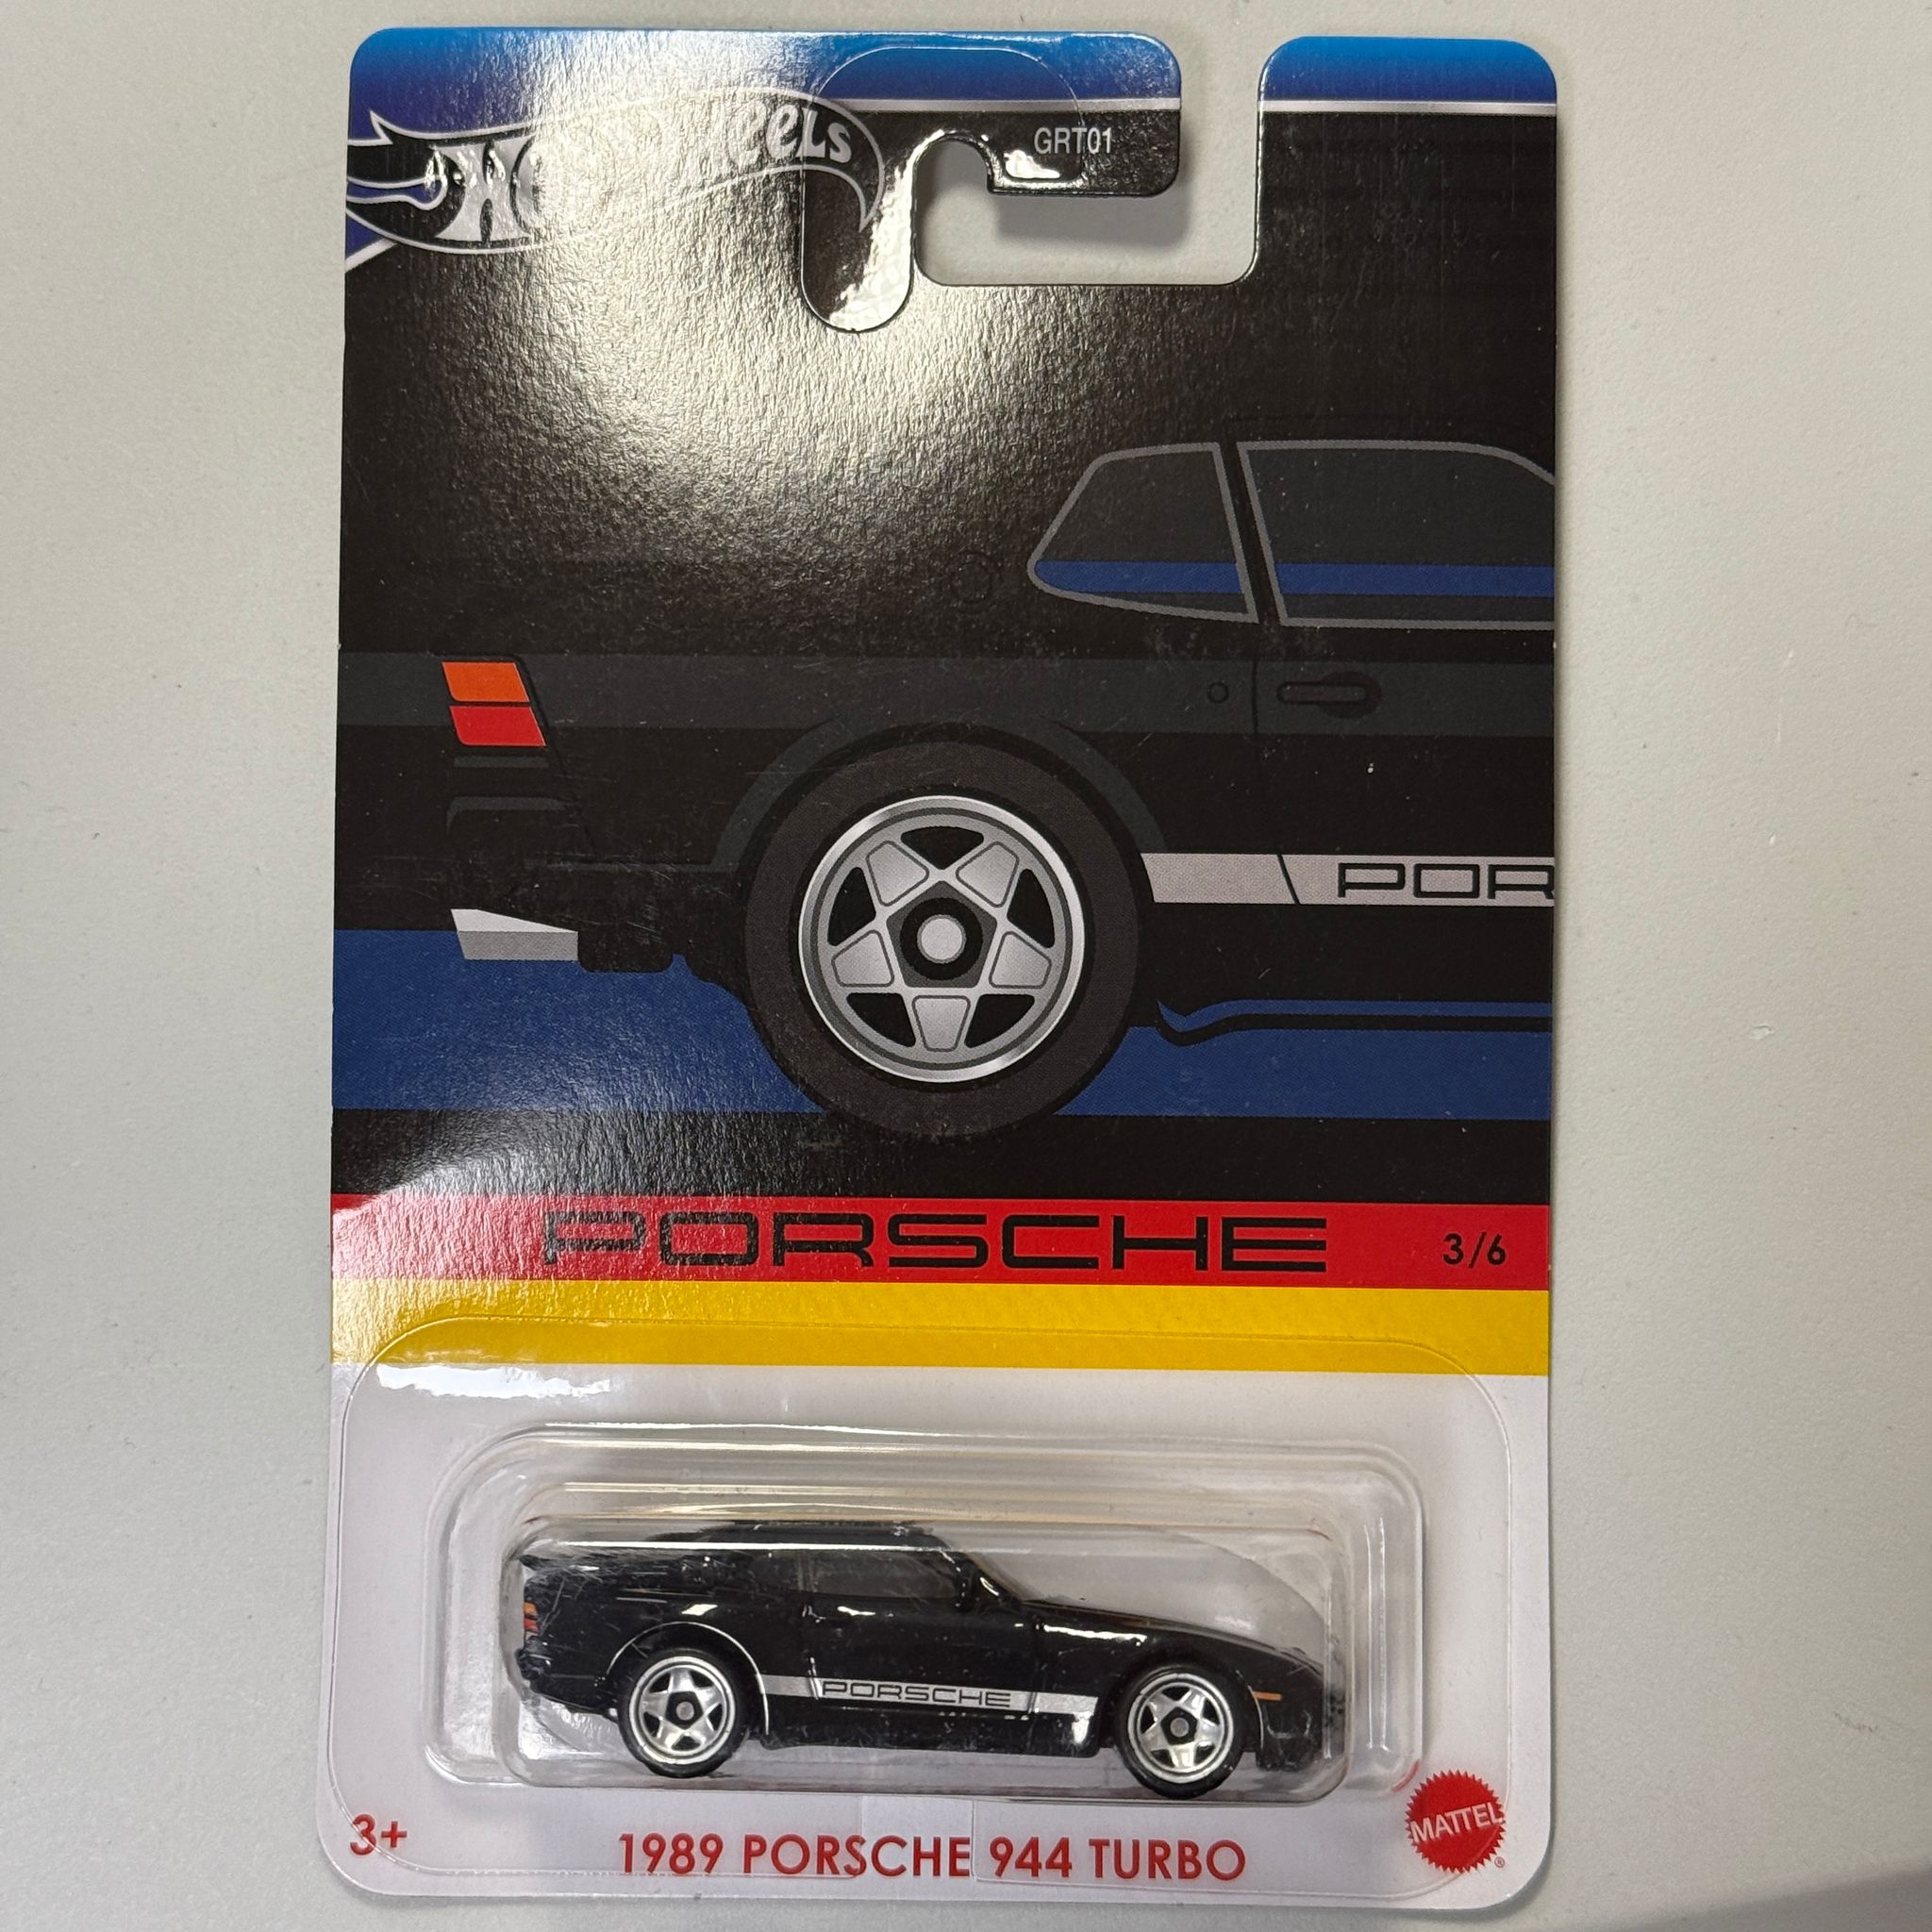 Hot Wheels
GRT01
POR
PORSCHE
3/6
PORSCHE
3+
1989 PORSCHE 944 TURBO
MATTEL
®